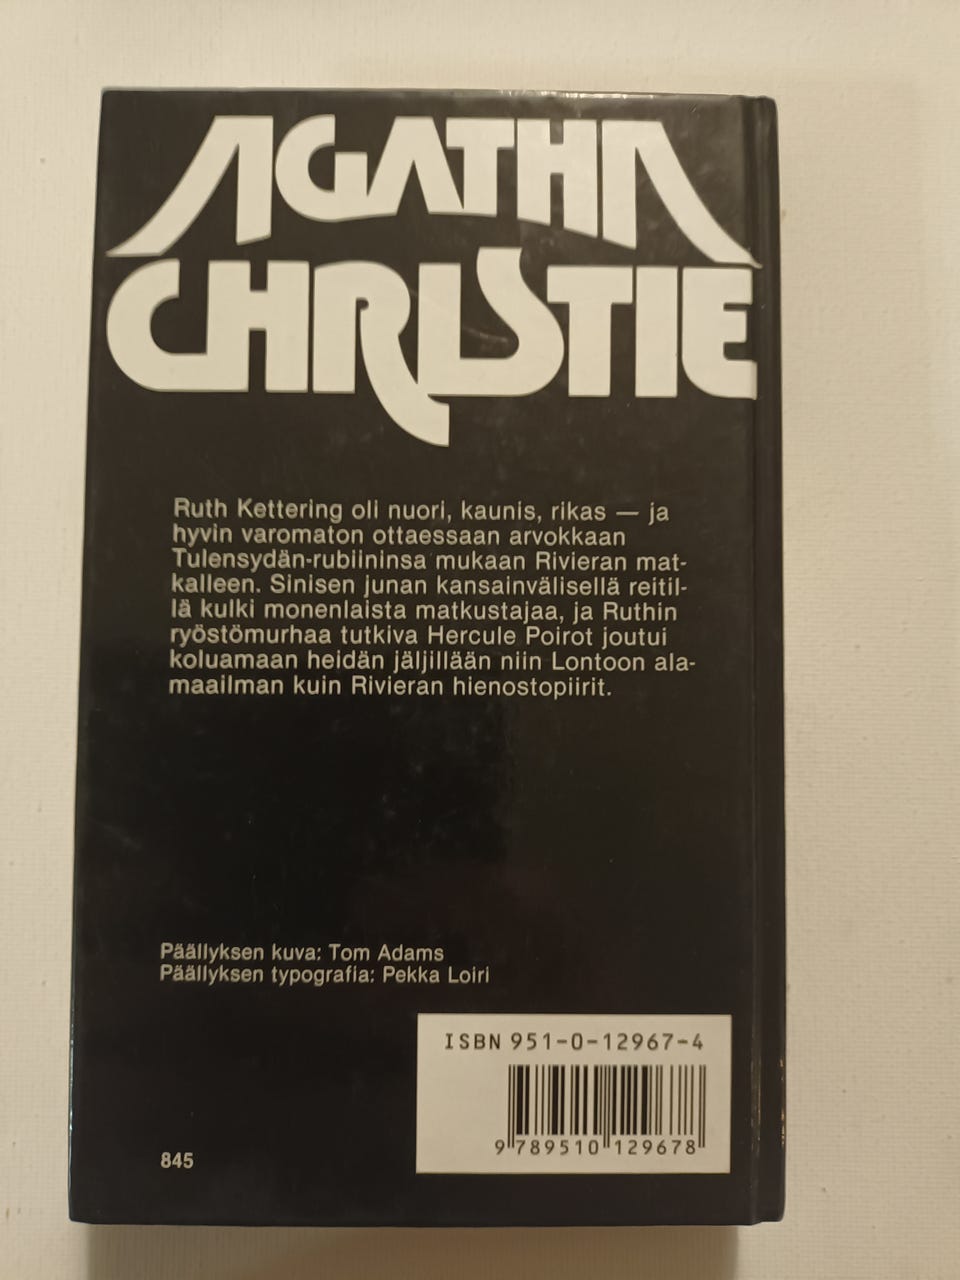 AGATHA
CHRISTIE
Ruth Kettering oli nuori, kaunis, rikas — ja
hyvin varomaton ottaessaan arvokkaan
Tulensydän-rubiininsa mukaan Rivieran mat-
kalleen. Sinisen junan kansainvälisellä reitil-
lä kulki monenlaista matkustajaa, ja Ruthin
ryöstömurhaa tutkiva Hercule Poirot joutui
koluamaan heidän jäljillään niin Lontoon ala-
maailman kuin Rivieran hienostopiirit.
Päällyksen kuva: Tom Adams
Päällyksen typografia: Pekka Loiri
ISBN 951-0-12967-4
9 789510 129678
845